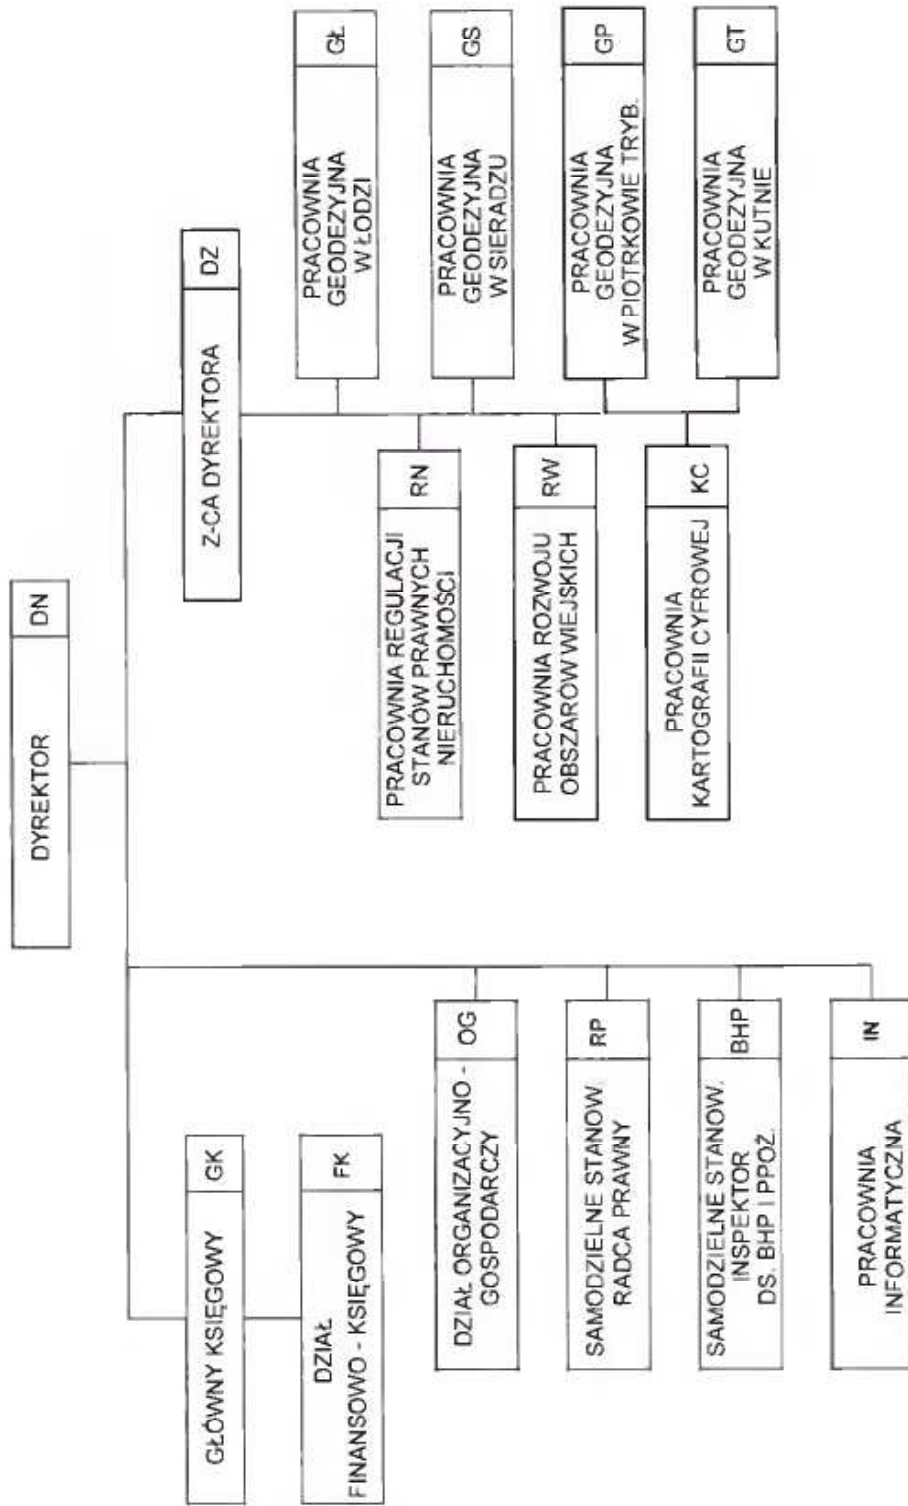 DYREKTOR
DN
GŁÓWNY KSIĘGOWY
GK
DZIAŁ
FINANSOWO - KSIĘGOWY
FK
DZIAŁ ORGANIZACYJNO -
GOSPODARCZY
OG
SAMODZIELNE STANOW.
RADCA PRAWNY
RP
SAMODZIELNE STANOW.
INSPEKTOR
DS. BHP I PPOŻ.
BHP
PRACOWNIA
INFORMATYCZNA
IN
Z-CA DYREKTORA
DZ
PRACOWNIA REGULACJI
STANÓW PRAWNYCH
NIERUCHOMOŚCI
RN
PRACOWNIA ROZWOJU
OBSZARÓW WIEJSKICH
RW
PRACOWNIA
KARTOGRAFII CYFROWEJ
KC
PRACOWNIA
GEODEZYJNA
W ŁODZI
GŁ
PRACOWNIA
GEODEZYJNA
W SIERADZU
GS
PRACOWNIA
GEODEZYJNA
W PIOTRKOWIE TRYB.
GP
PRACOWNIA
GEODEZYJNA
W KUTNIE
GT